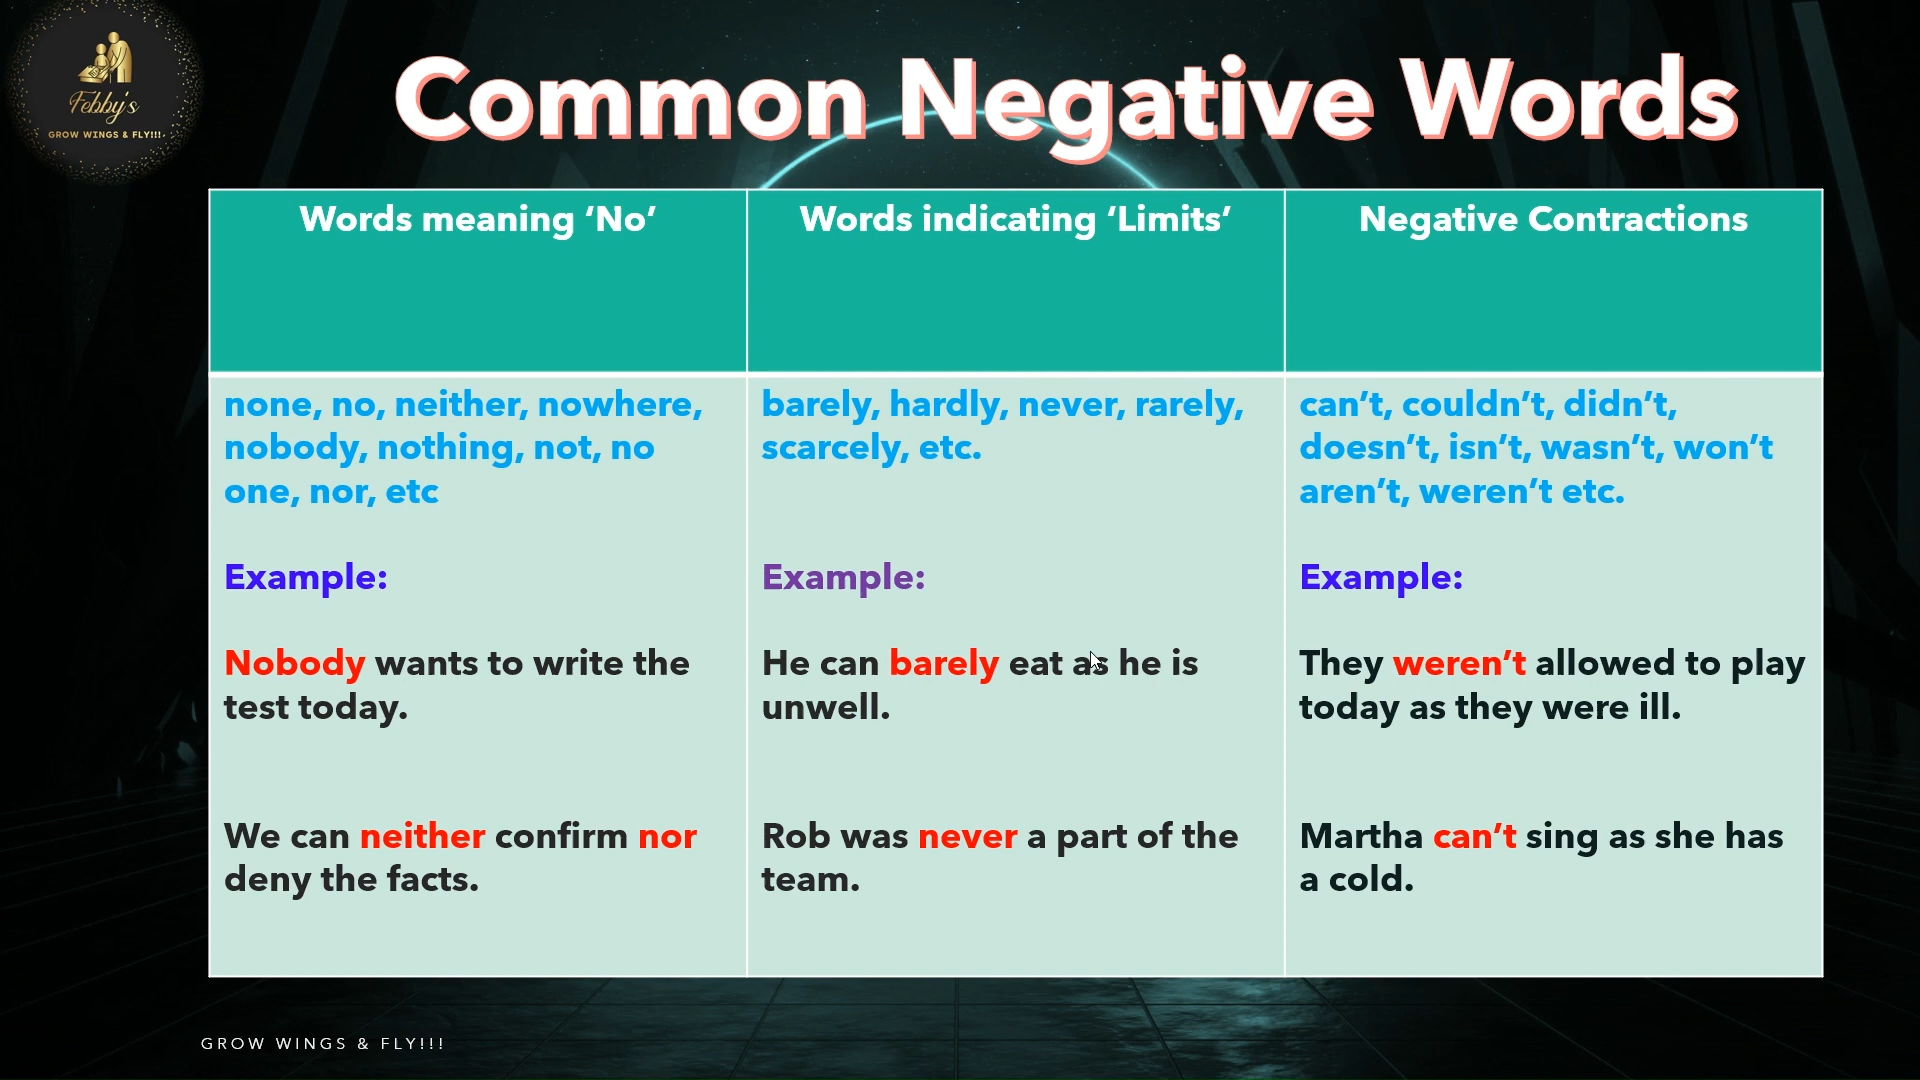 Febby's
GROW WINGS & FLY!!!
Common Negative Words
Words meaning ‘No’
Words indicating ‘Limits’
Negative Contractions
none, no, neither, nowhere,
nobody, nothing, not, no
one, nor, etc
Example:
Nobody wants to write the
test today.
We can neither confirm nor
deny the facts.
barely, hardly, never, rarely,
scarcely, etc.
Example:
He can barely eat as he is
unwell.
Rob was never a part of the
team.
can’t, couldn’t, didn’t,
doesn’t, isn’t, wasn’t, won’t
aren’t, weren’t etc.
Example:
They weren’t allowed to play
today as they were ill.
Martha can’t sing as she has
a cold.
GROW WINGS & FLY!!!